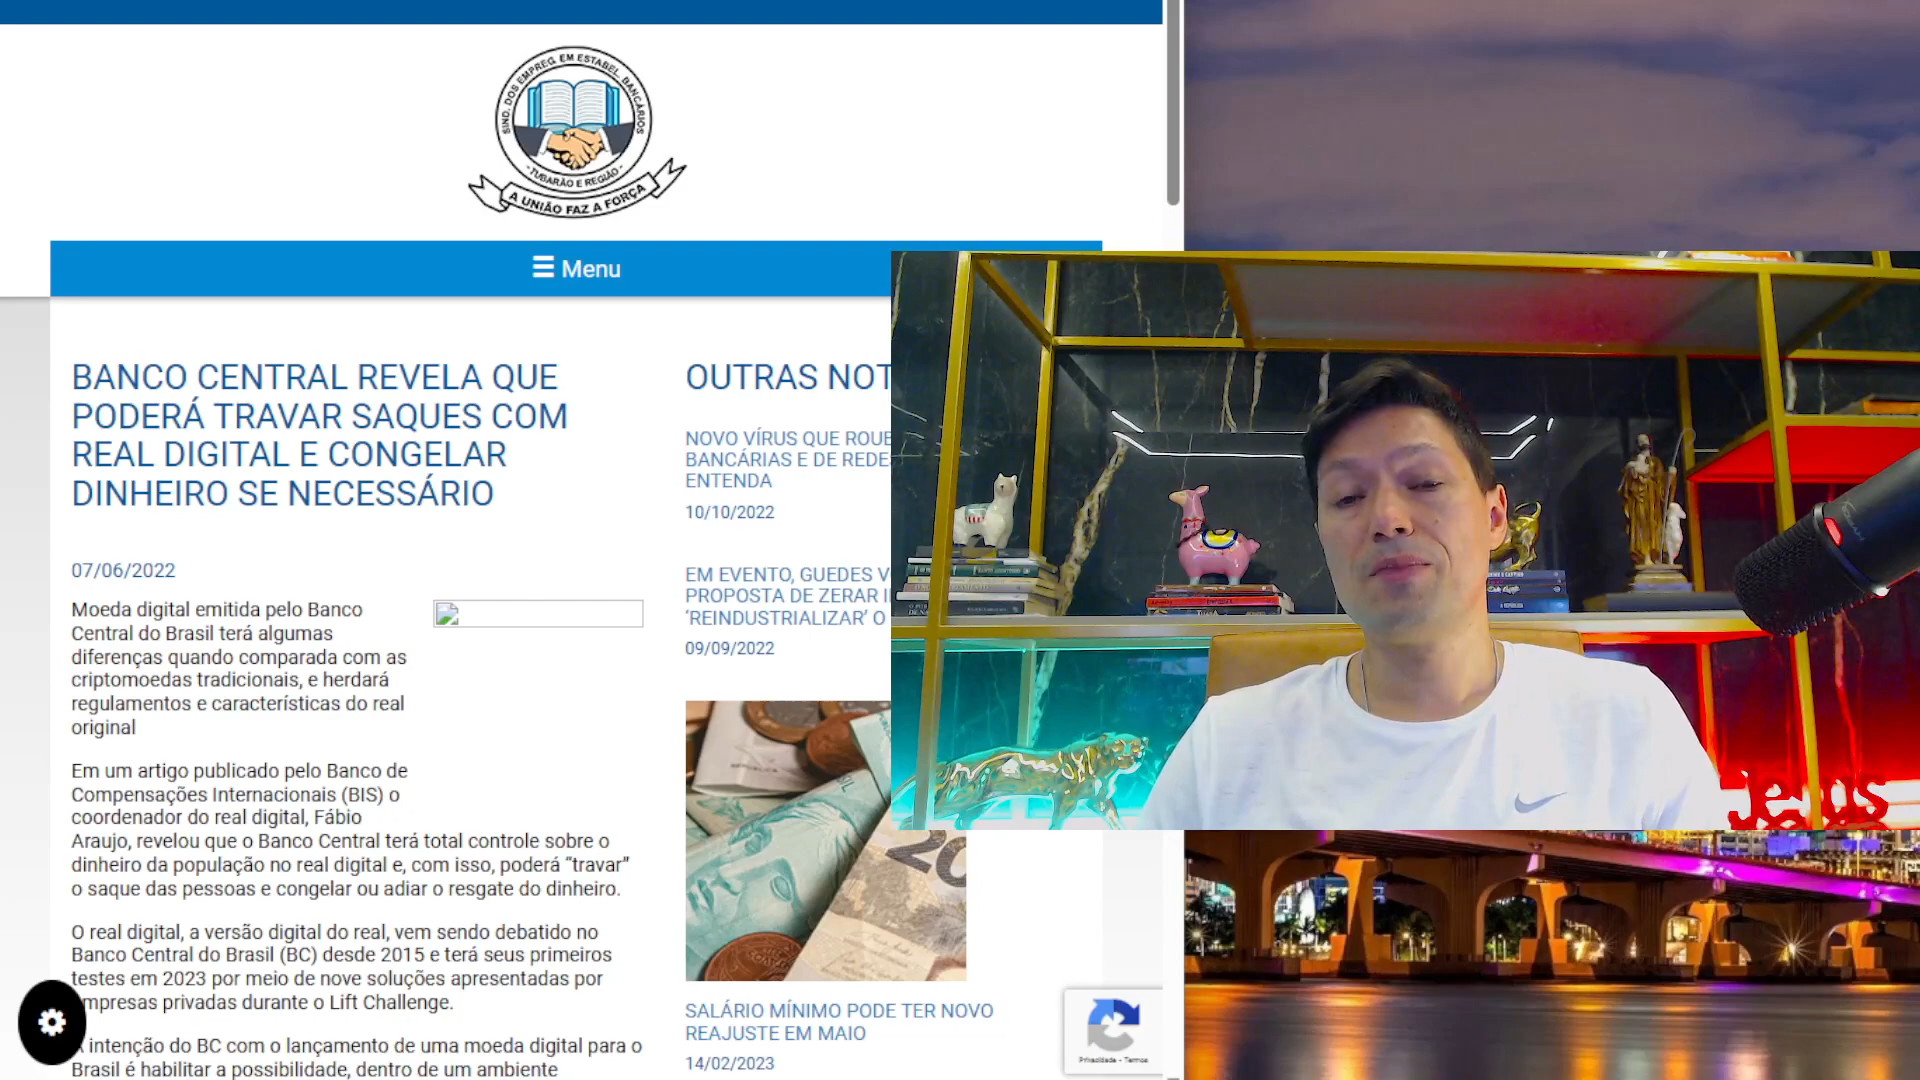 SIND. DOS EMPREG. EM ESTABEL. BANCÁRIOS
- TUBARÃO E REGIÃO -
A UNIÃO FAZ A FORÇA
☰ Menu
BANCO CENTRAL REVELA QUE
PODERÁ TRAVAR SAQUES COM
REAL DIGITAL E CONGELAR
DINHEIRO SE NECESSÁRIO
07/06/2022
Moeda digital emitida pelo Banco
Central do Brasil terá algumas
diferenças quando comparada com as
criptomoedas tradicionais, e herdará
regulamentos e características do real
original
Em um artigo publicado pelo Banco de
Compensações Internacionais (BIS) o
coordenador do real digital, Fábio
Araujo, revelou que o Banco Central terá total controle sobre o
dinheiro da população no real digital e, com isso, poderá “travar”
o saque das pessoas e congelar ou adiar o resgate do dinheiro.
O real digital, a versão digital do real, vem sendo debatido no
Banco Central do Brasil (BC) desde 2015 e terá seus primeiros
testes em 2023 por meio de nove soluções apresentadas por
mpresas privadas durante o Lift Challenge.
intenção do BC com o lançamento de uma moeda digital para o
Brasil é habilitar a possibilidade, dentro de um ambiente
OUTRAS NOT
NOVO VÍRUS QUE ROUB
BANCÁRIAS E DE REDE
ENTENDA
10/10/2022
EM EVENTO, GUEDES V
PROPOSTA DE ZERAR I
‘REINDUSTRIALIZAR’ O
09/09/2022
20
SALÁRIO MÍNIMO PODE TER NOVO
REAJUSTE EM MAIO
14/02/2023
Privacidade - Termos
Jesus